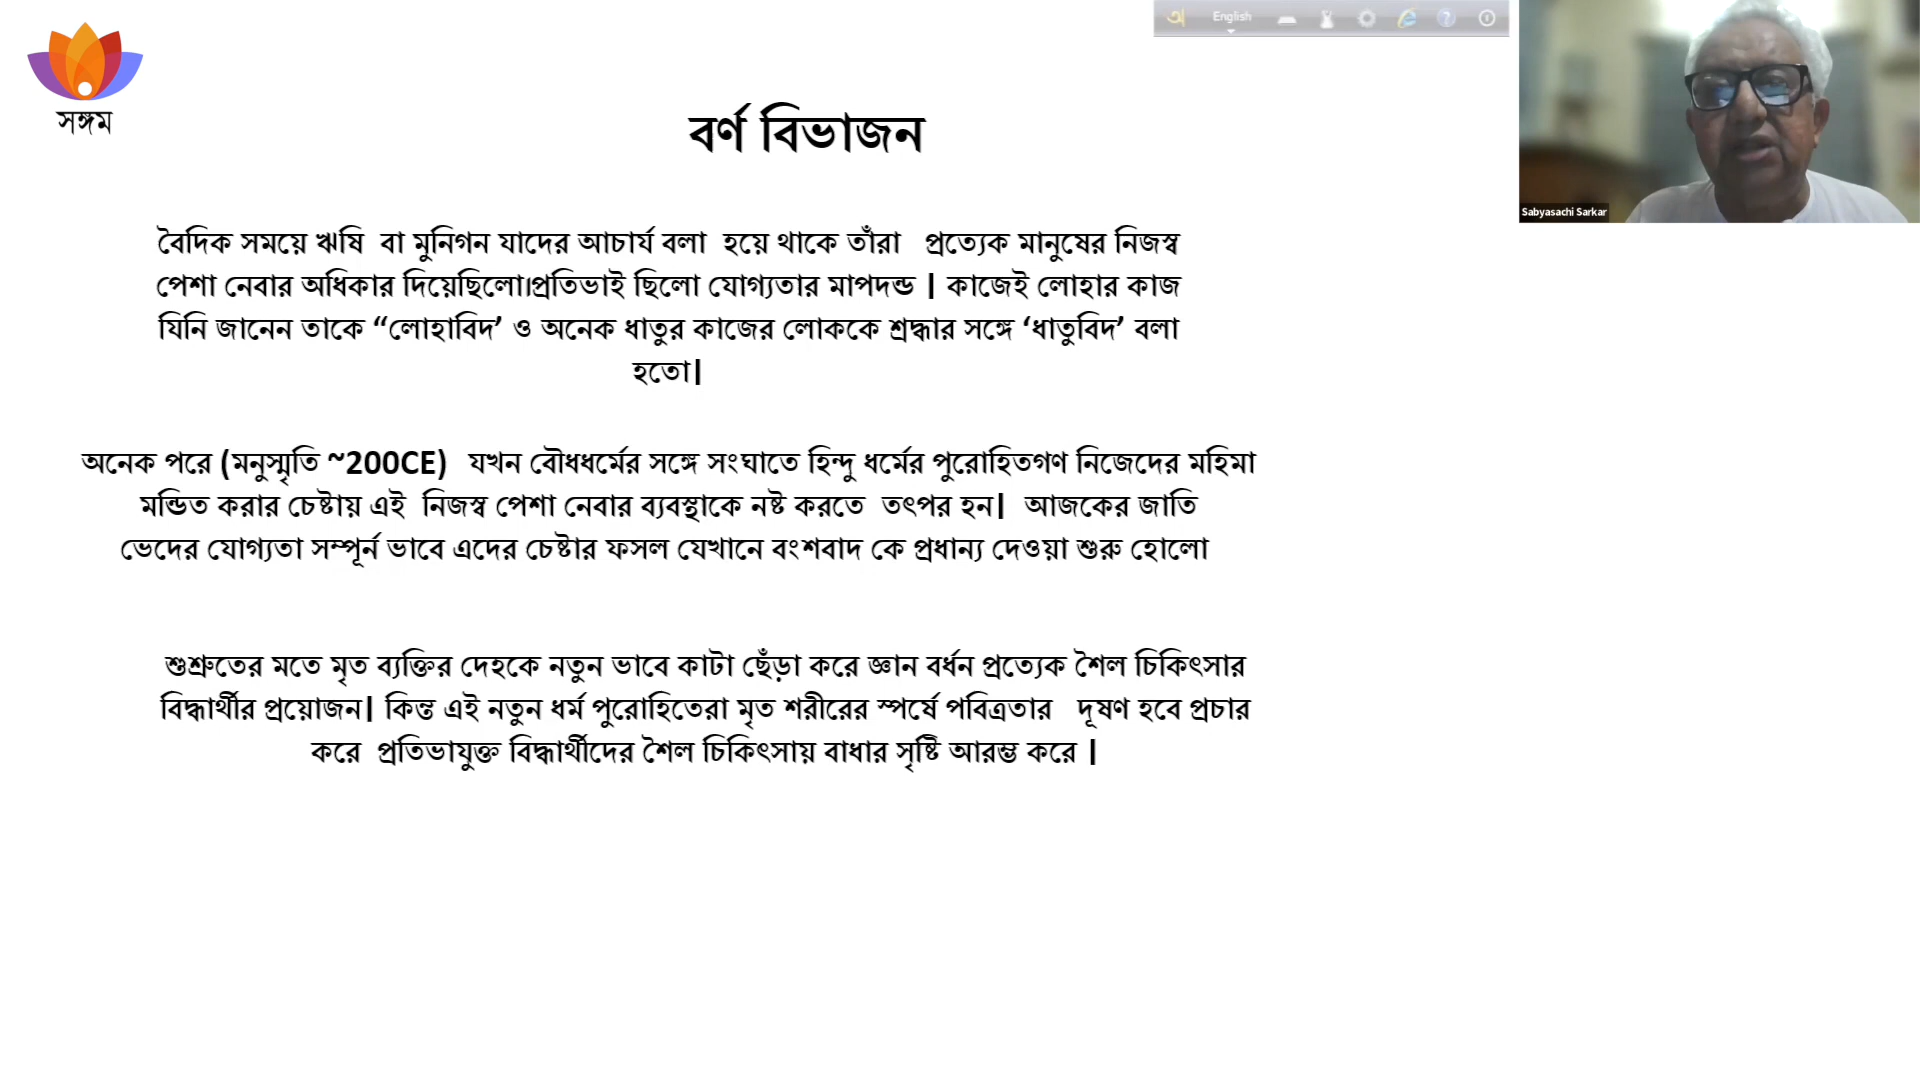 সঙ্গম
English
Sabyasachi Sarkar
বর্ণ বিভাজন
বৈদিক সময়ে ঋষি বা মুনিগন যাদের আচার্য বলা হয়ে থাকে তাঁরা প্রত্যেক মানুষের নিজস্ব
পেশা নেবার অধিকার দিয়েছিলো।প্রতিভাই ছিলো যোগ্যতার মাপদন্ড | কাজেই লোহার কাজ
যিনি জানেন তাকে “লোহাবিদ’ ও অনেক ধাতুর কাজের লোককে শ্রদ্ধার সঙ্গে ‘ধাতুবিদ’ বলা
হতো|
অনেক পরে (মনুস্মৃতি ~200CE) যখন বৌধধর্মের সঙ্গে সংঘাতে হিন্দু ধর্মের পুরোহিতগণ নিজেদের মহিমা
মন্ডিত করার চেষ্টায় এই নিজস্ব পেশা নেবার ব্যবস্থাকে নষ্ট করতে তৎপর হন| আজকের জাতি
ভেদের যোগ্যতা সম্পূর্ন ভাবে এদের চেষ্টার ফসল যেখানে বংশবাদ কে প্রধান্য দেওয়া শুরু হোলো
শুশ্রুতের মতে মৃত ব্যক্তির দেহকে নতুন ভাবে কাটা ছেঁড়া করে জ্ঞান বর্ধন প্রত্যেক শৈল চিকিৎসার
বিদ্ধার্থীর প্রয়োজন| কিন্ত এই নতুন ধর্ম পুরোহিতেরা মৃত শরীরের স্পর্ষে পবিত্রতার দূষণ হবে প্রচার
করে প্রতিভাযুক্ত বিদ্ধার্থীদের শৈল চিকিৎসায় বাধার সৃষ্টি আরম্ভ করে |